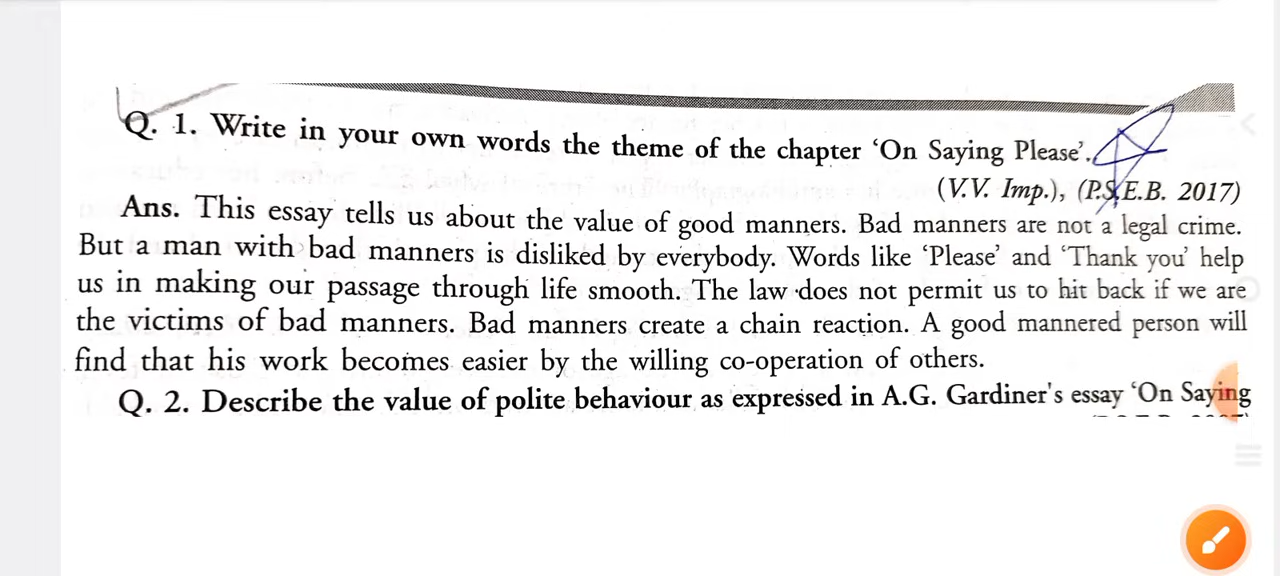 Q. 1. Write in your own words the theme of the chapter ‘On Saying Please’.
(V.V. Imp.), (P.S.E.B. 2017)
Ans. This essay tells us about the value of good manners. Bad manners are not a legal crime.
But a man with bad manners is disliked by everybody. Words like ‘Please’ and ‘Thank you’ help
us in making our passage through life smooth. The law does not permit us to hit back if we are
the victims of bad manners. Bad manners create a chain reaction. A good mannered person will
find that his work becomes easier by the willing co-operation of others.
Q. 2. Describe the value of polite behaviour as expressed in A.G. Gardiner's essay ‘On Saying